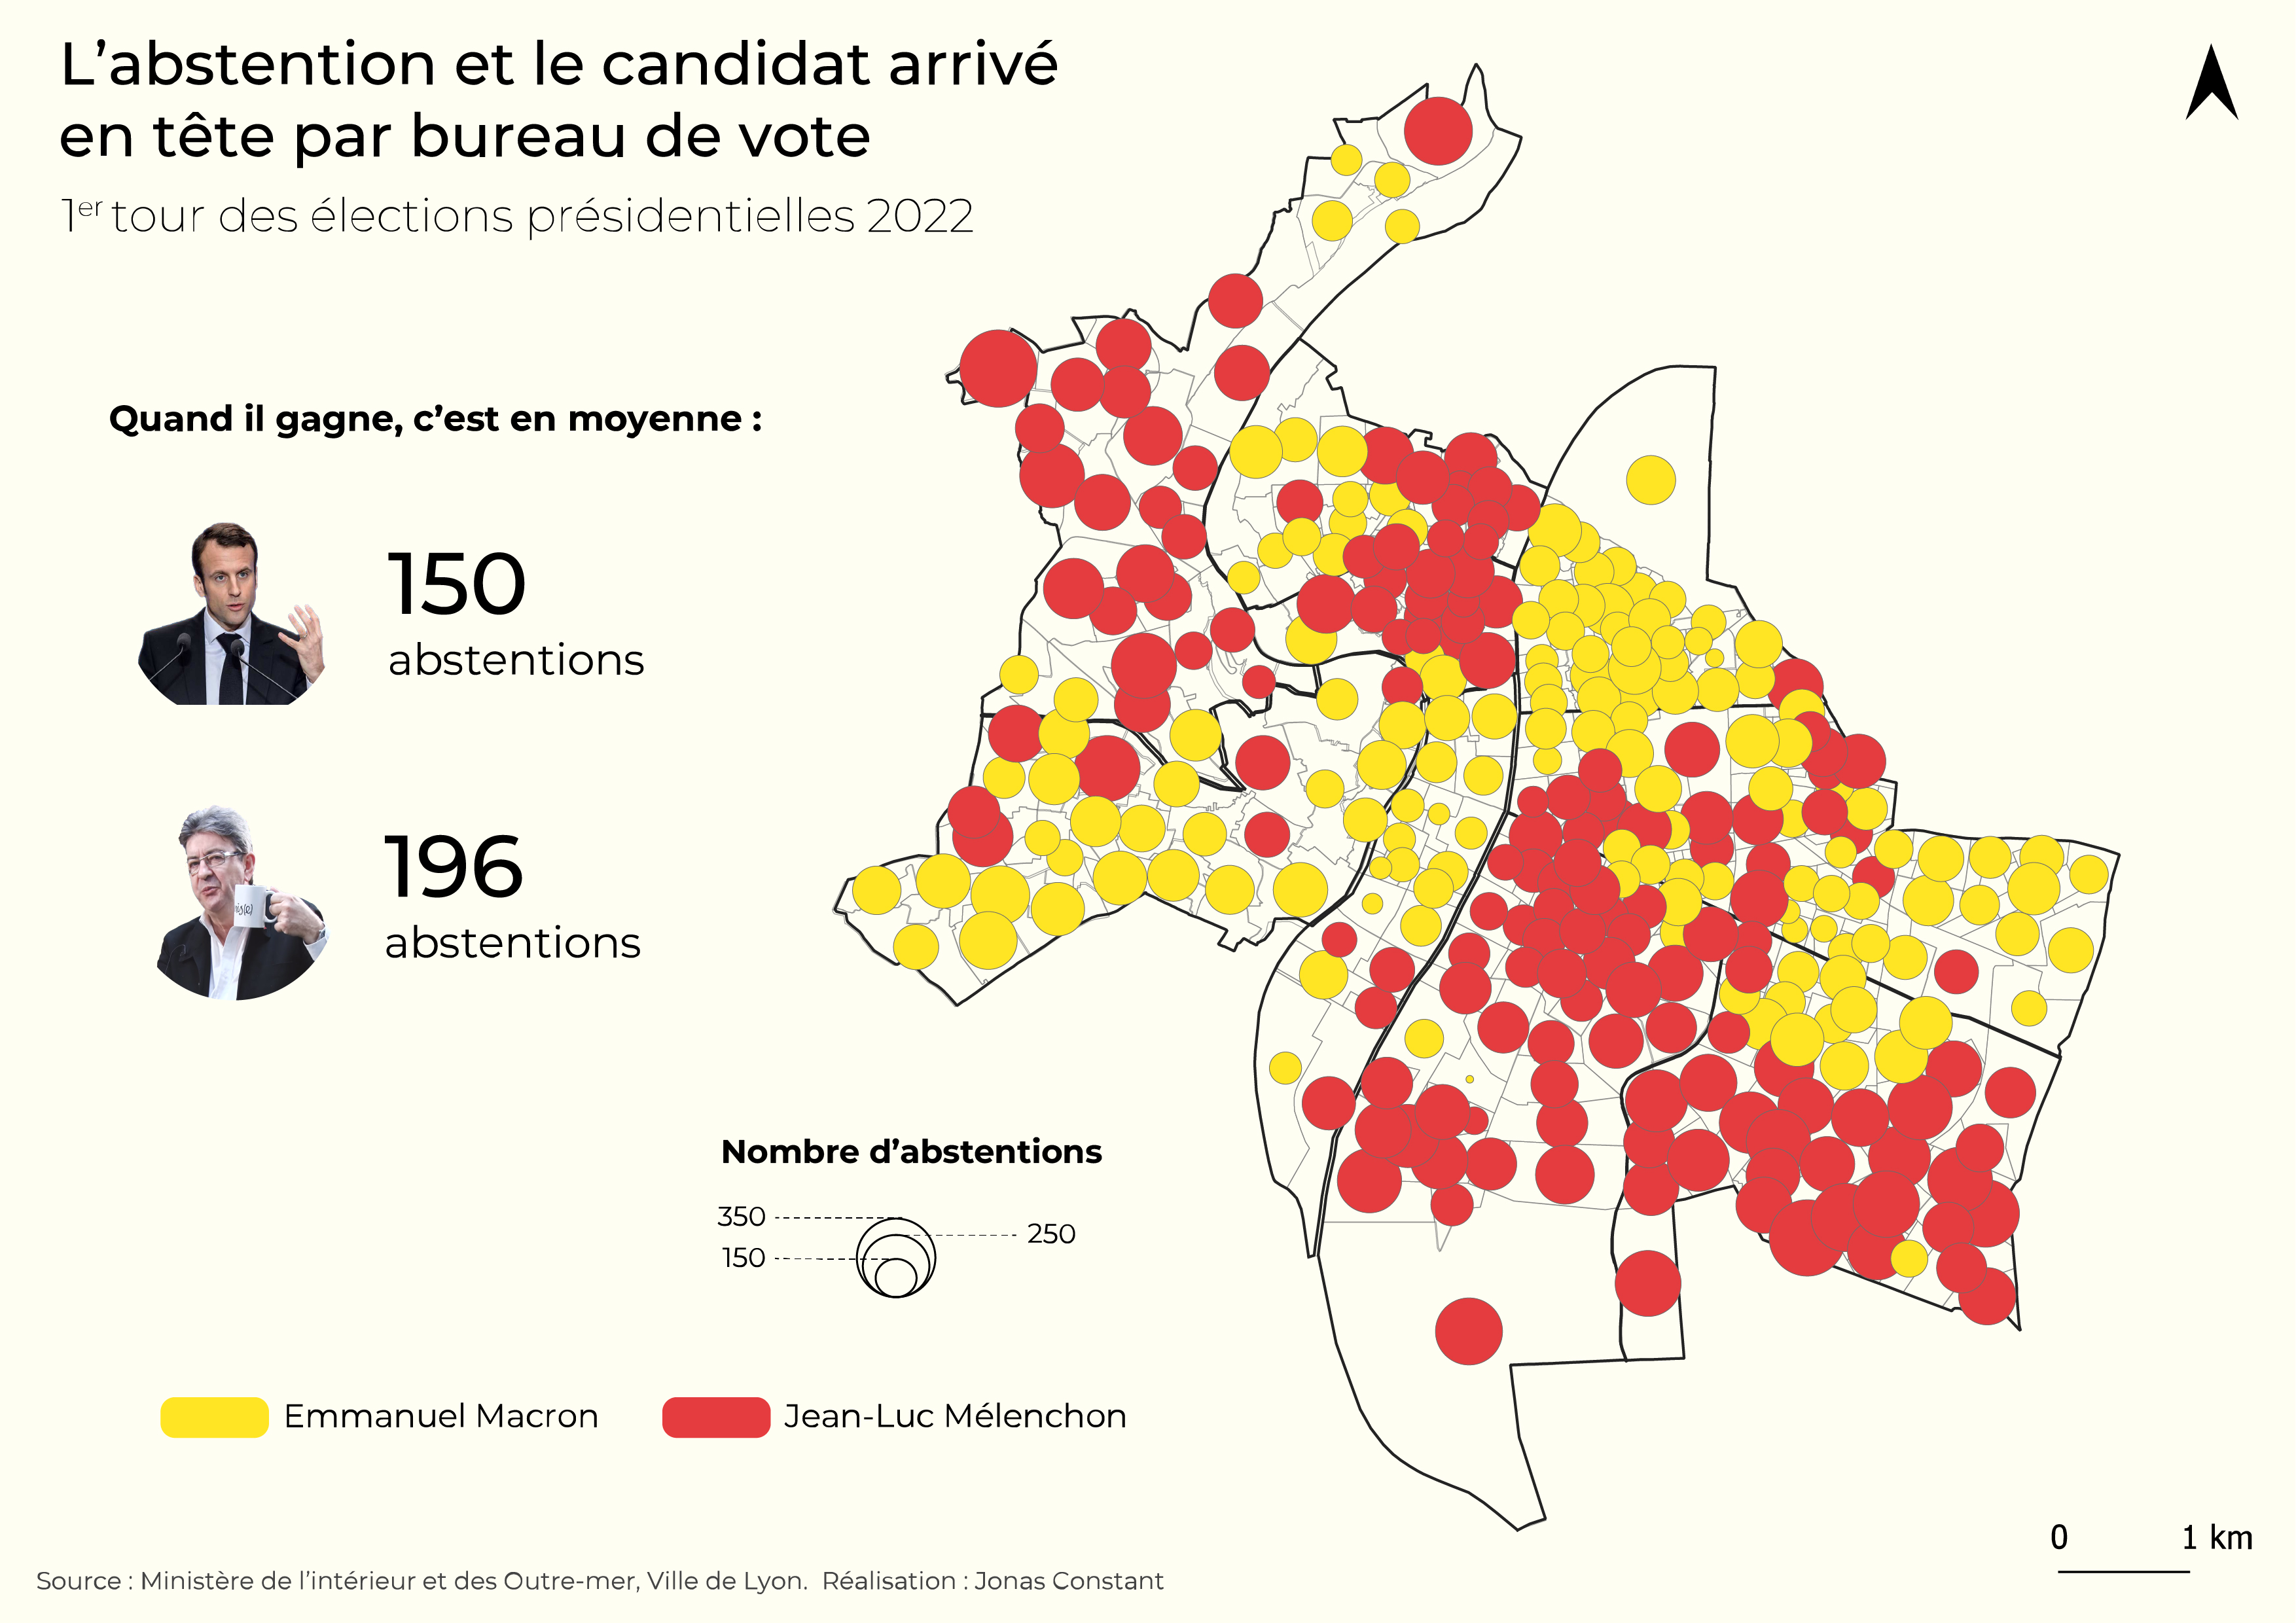 L’abstention et le candidat arrivé
en tête par bureau de vote
1er tour des élections présidentielles 2022
Quand il gagne, c’est en moyenne :
150
abstentions
196
abstentions
Nombre d’abstentions
350
250
150
Emmanuel Macron
Jean-Luc Mélenchon
0 1 km
Source : Ministère de l’intérieur et des Outre-mer, Ville de Lyon. Réalisation : Jonas Constant